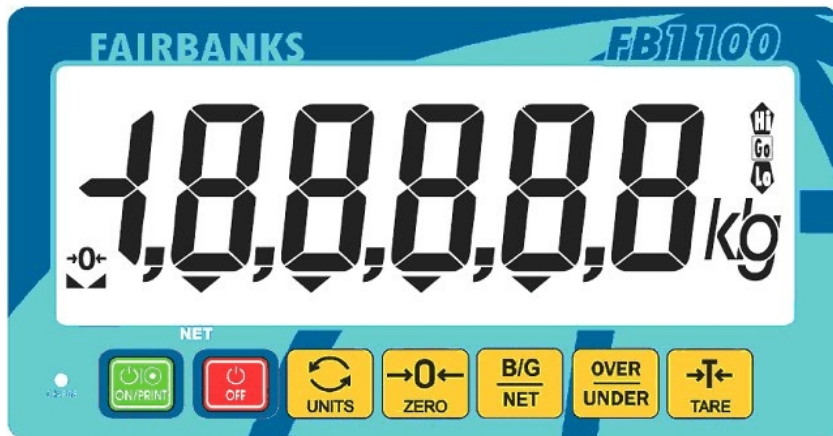 FAIRBANKS FB1100
-1,8,8,8,8,8 kg
Hi
Go
Lo
→0←
NET
ON/PRINT
OFF
UNITS
→0← ZERO
B/G NET
OVER UNDER
→T← TARE